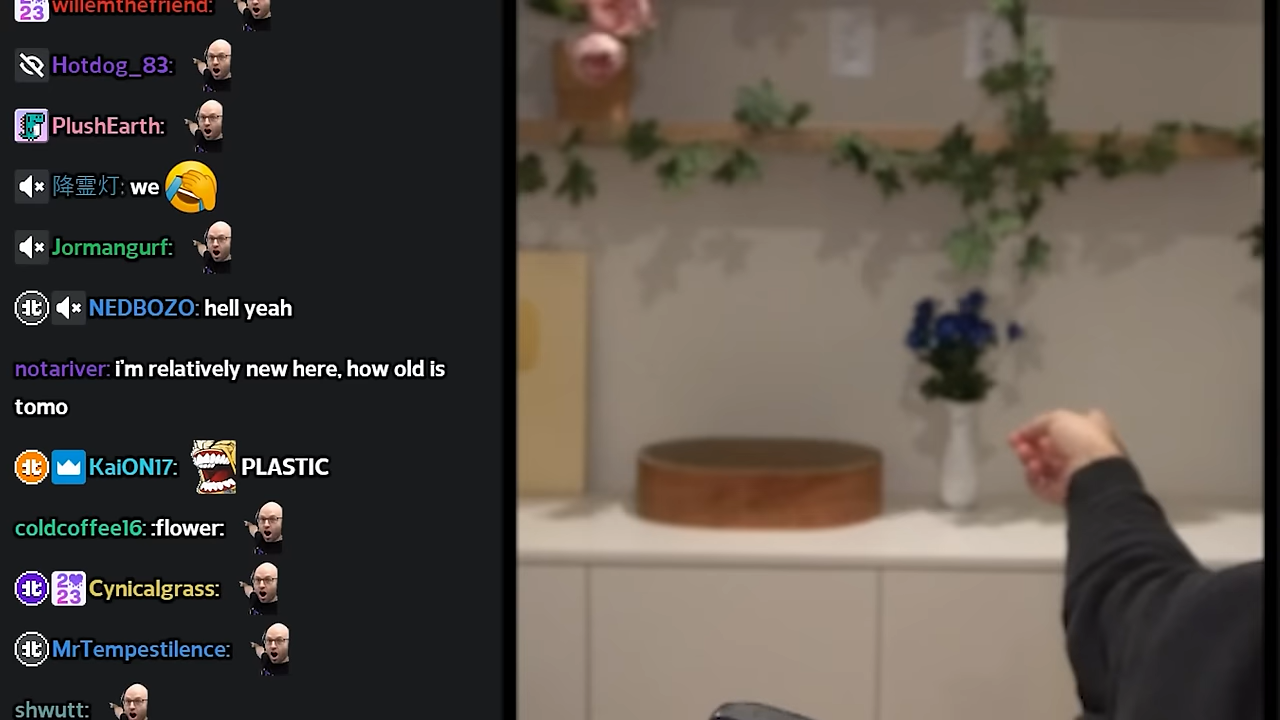 willemthefriend:
Hotdog_83:
PlushEarth:
降霊灯: we
Jormangurf:
NEDBOZO: hell yeah
notariver: i'm relatively new here, how old is
tomo
KaiON17: PLASTIC
coldcoffee16: :flower:
Cynicalgrass:
MrTempestilence:
shwutt: